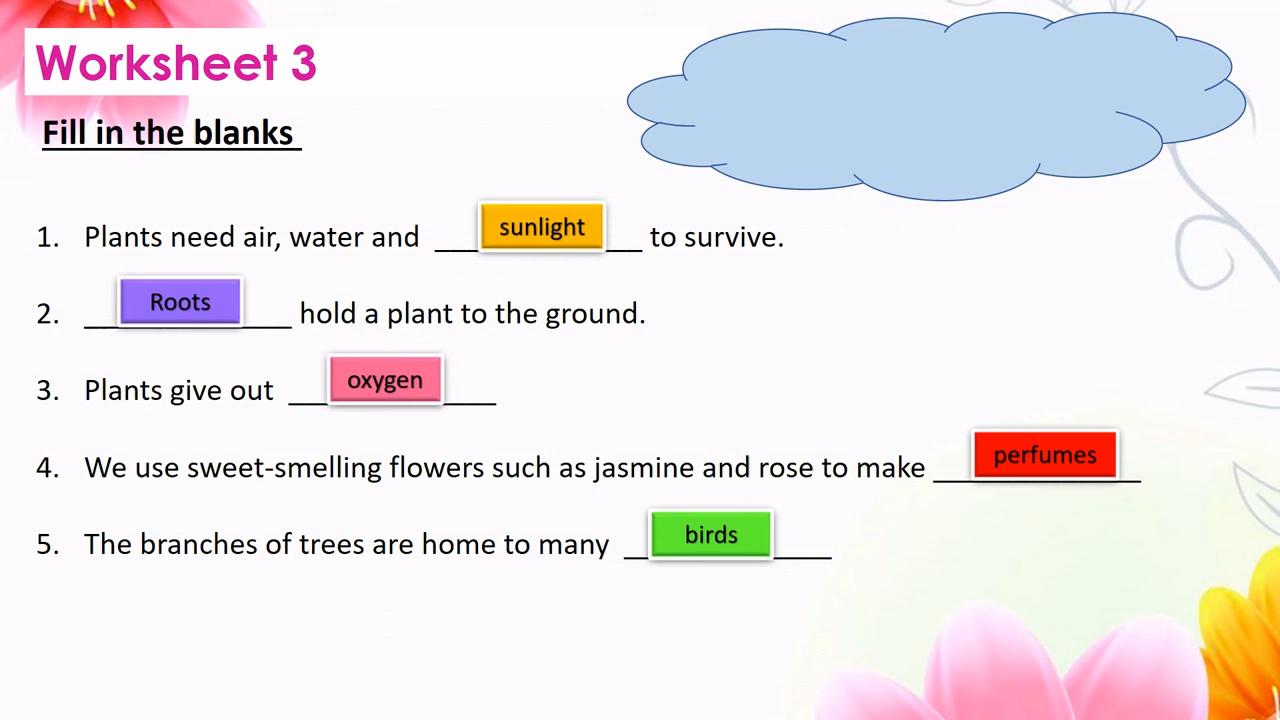 Worksheet 3
Fill in the blanks
1. Plants need air, water and ___sunlight___ to survive.
2. ___Roots___ hold a plant to the ground.
3. Plants give out ___oxygen___
4. We use sweet-smelling flowers such as jasmine and rose to make ___perfumes___
5. The branches of trees are home to many ___birds___